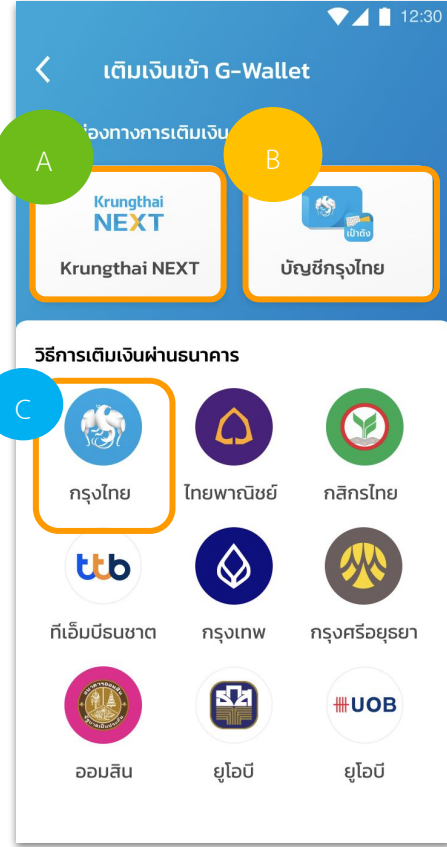 12:30
เติมเงินเข้า G-Wallet
ช่องทางการเติมเงิน
A
B
Krungthai
NEXT
เป๋าตัง
Krungthai NEXT
บัญชีกรุงไทย
วิธีการเติมเงินผ่านธนาคาร
C
กรุงไทย
ไทยพาณิชย์
กสิกรไทย
ttb
ทีเอ็มบีธนชาต
กรุงเทพ
กรุงศรีอยุธยา
UOB
ออมสิน
ยูโอบี
ยูโอบี